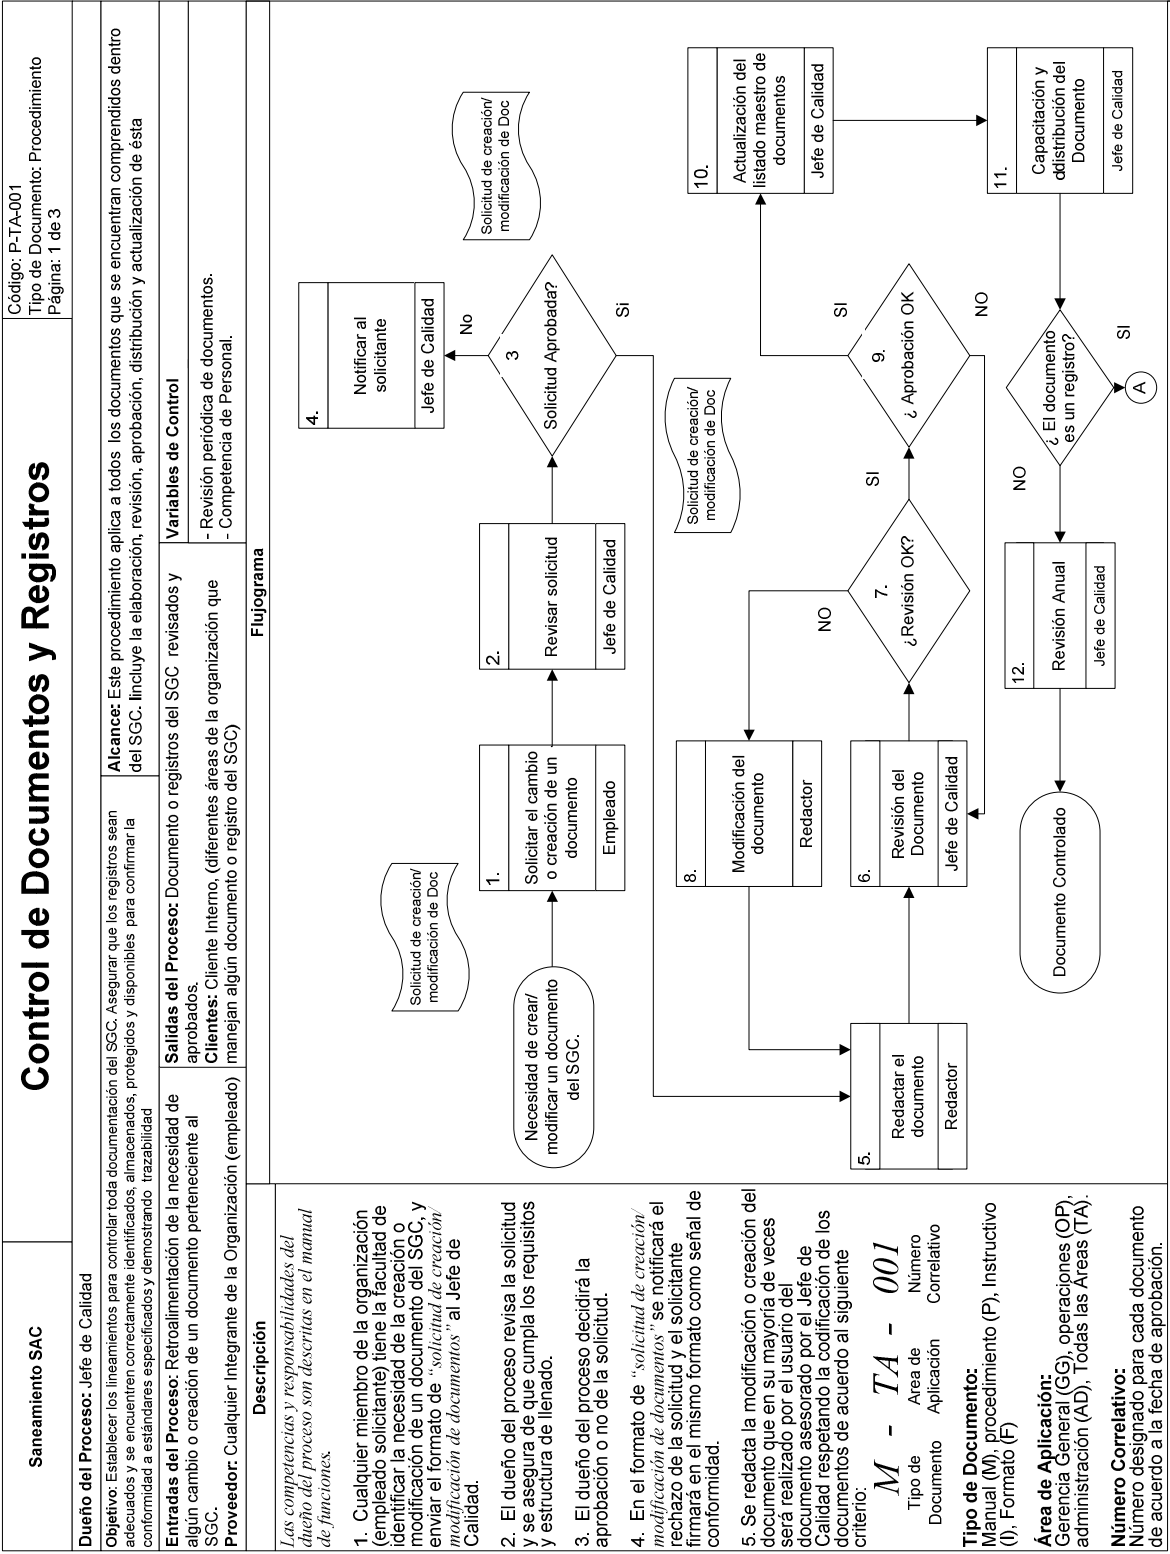 Saneamiento SAC
Control de Documentos y Registros
Código: P-TA-001
Tipo de Documento: Procedimiento
Página: 1 de 3
Dueño del Proceso: Jefe de Calidad
Objetivo: Establecer los lineamientos para controlar toda documentación del SGC. Asegurar que los registros sean
adecuados y se encuentren correctamente identificados, almacenados, protegidos y disponibles para confirmar la
conformidad a estándares especificados y demostrando trazabilidad
Alcance: Este procedimiento aplica a todos los documentos que se encuentran comprendidos dentro
del SGC. Iincluye la elaboración, revisión, aprobación, distribución y actualización de ésta
Entradas del Proceso: Retroalimentación de la necesidad de
algún cambio o creación de un documento perteneciente al
SGC.
Proveedor: Cualquier Integrante de la Organización (empleado)
Salidas del Proceso: Documento o registros del SGC revisados y
aprobados.
Clientes: Cliente Interno, (diferentes áreas de la organización que
manejan algún documento o registro del SGC)
Variables de Control
- Revisión periódica de documentos.
- Competencia de Personal.
Descripción
Flujograma
Las competencias y responsabilidades del
dueño del proceso son descritas en el manual
de funciones.
1. Cualquier miembro de la organización
(empleado solicitante) tiene la facultad de
identificar la necesidad de la creación o
modificación de un documento del SGC, y
enviar el formato de “solicitud de creación/
modificación de documentos” al Jefe de
Calidad.
2. El dueño del proceso revisa la solicitud
y se asegura de que cumpla los requisitos
y estructura de llenado.
3. El dueño del proceso decidirá la
aprobación o no de la solicitud.
4. En el formato de “solicitud de creación/
modificación de documentos” se notificará el
rechazo de la solicitud y el solicitante
firmará en el mismo formato como señal de
conformidad.
5. Se redacta la modificación o creación del
documento que en su mayoría de veces
será realizado por el usuario del
documento asesorado por el Jefe de
Calidad respetando la codificación de los
documentos de acuerdo al siguiente
criterio:
M - TA - 001
Tipo de Area de Número
Documento Aplicación Correlativo
Tipo de Documento:
Manual (M), procedimiento (P), Instructivo
(I), Formato (F)
Área de Aplicación:
Gerencia General (GG), operaciones (OP),
administración (AD), Todas las Áreas (TA).
Número Correlativo:
Número designado para cada documento
de acuerdo a la fecha de aprobación.
Necesidad de crear/
modificar un documento
del SGC.
Solicitud de creación/
modificación de Doc
1.
Solicitar el cambio
o creación de un
documento
Empleado
2.
Revisar solicitud
Jefe de Calidad
3
Solicitud Aprobada?
No
Si
Solicitud de creación/
modificación de Doc
4.
Notificar al
solicitante
Jefe de Calidad
5.
Redactar el
documento
Redactor
6.
Revisión del
Documento
Jefe de Calidad
7.
¿Revisión OK?
NO
SI
8.
Modificación del
documento
Redactor
Solicitud de creación/
modificación de Doc
9.
¿ Aprobación OK
SI
NO
10.
Actualización del
listado maestro de
documentos
Jefe de Calidad
11.
Capacitación y
ddistribución del
Documento
Jefe de Calidad
¿ El documento
es un registro?
SI
A
NO
12.
Revisión Anual
Jefe de Calidad
Documento Controlado